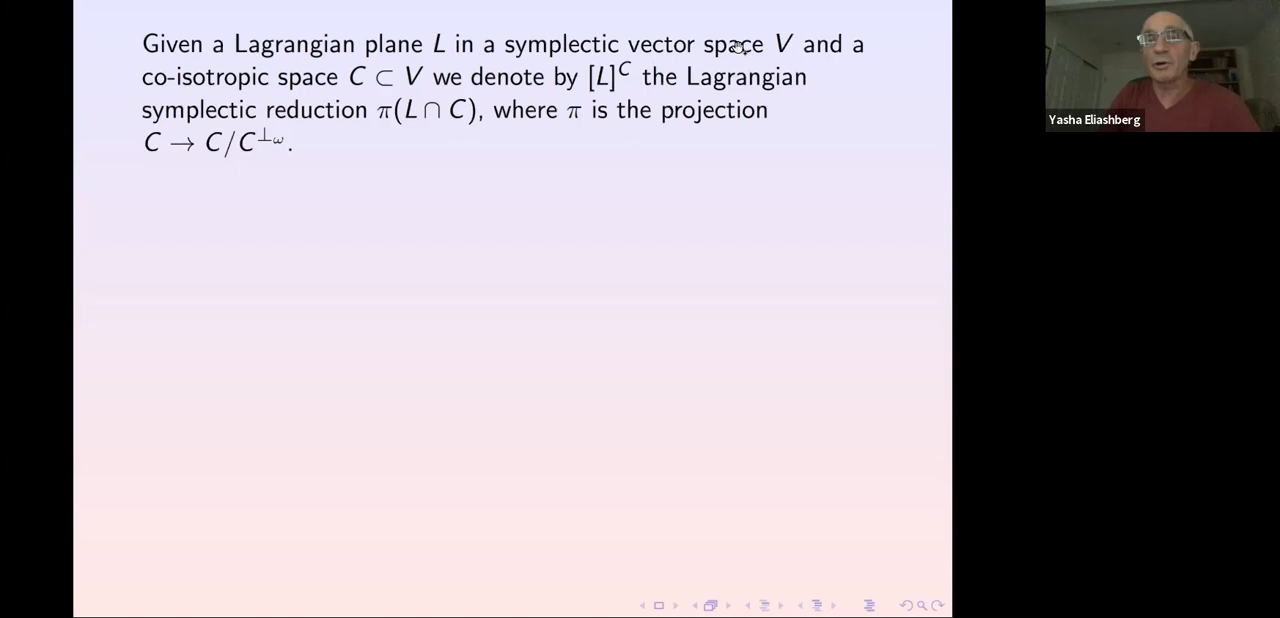 Given a Lagrangian plane L in a symplectic vector space V and a
co-isotropic space C ⊂ V we denote by [L]^C the Lagrangian
symplectic reduction π(L ∩ C), where π is the projection
C → C/C^{⊥_ω}.
Yasha Eliashberg